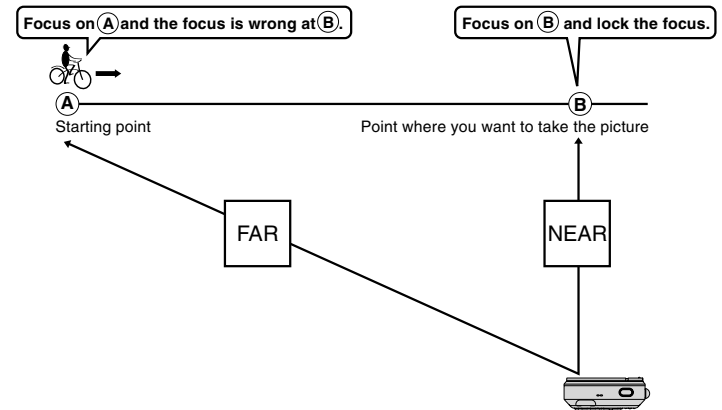 Focus on Ⓐ and the focus is wrong at Ⓑ.
Focus on Ⓑ and lock the focus.
Ⓐ
Ⓑ
Starting point
Point where you want to take the picture
FAR
NEAR